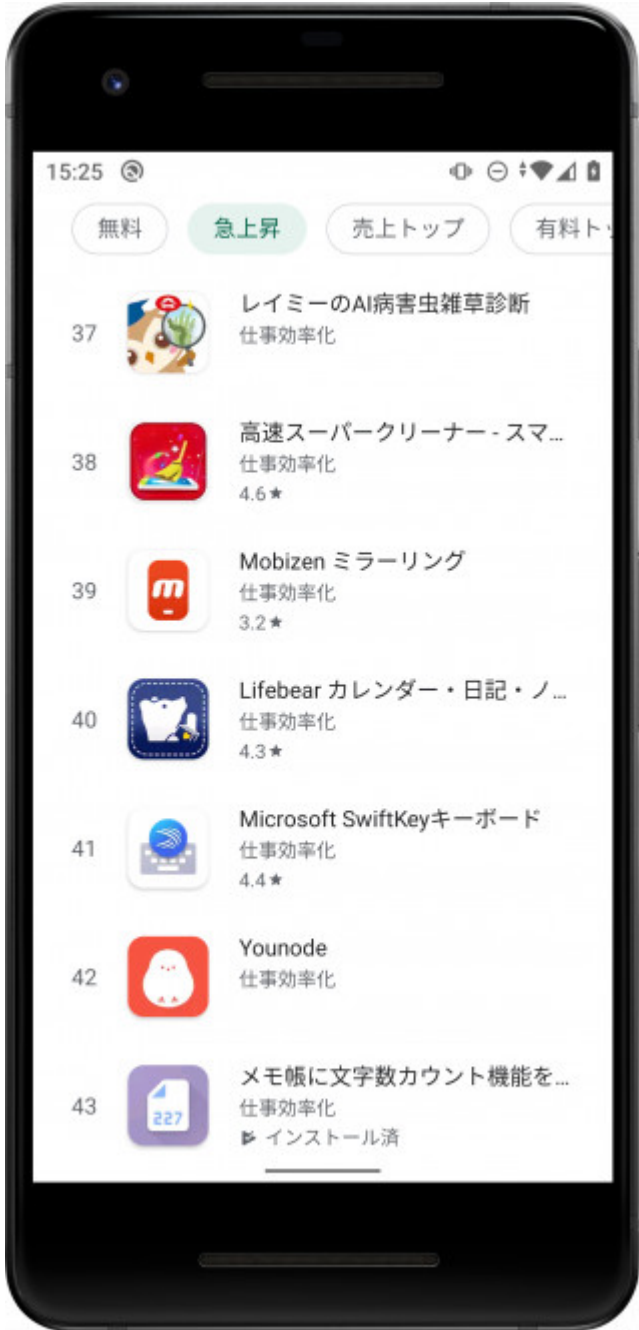 15:25
無料 急上昇 売上トップ 有料ト
37 レイミーのAI病害虫雑草診断
仕事効率化
38 高速スーパークリーナー - スマ...
仕事効率化
4.6★
39 Mobizen ミラーリング
仕事効率化
3.2★
40 Lifebear カレンダー・日記・ノ...
仕事効率化
4.3★
41 Microsoft SwiftKeyキーボード
仕事効率化
4.4★
42 Younode
仕事効率化
43 メモ帳に文字数カウント機能を...
227
仕事効率化
インストール済